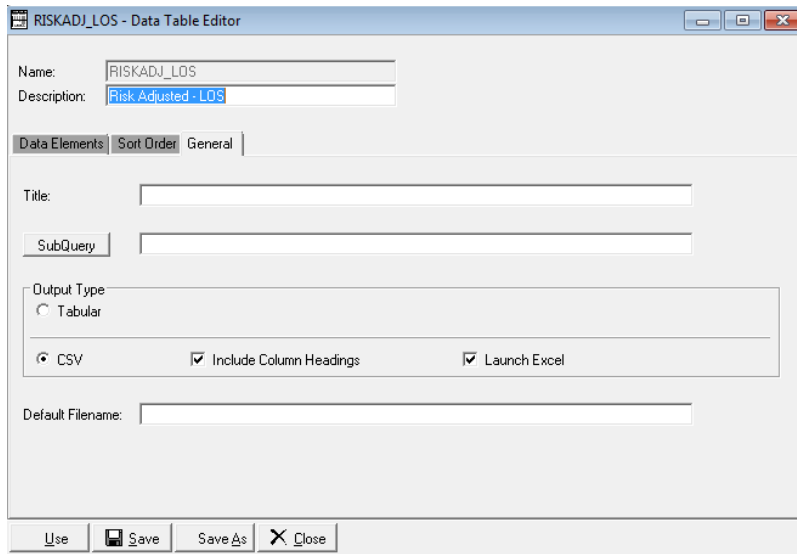 RISKADJ_LOS - Data Table Editor
Name: RISKADJ_LOS
Description: Risk Adjusted - LOS
Data Elements Sort Order General
Title:
SubQuery
Output Type
Tabular
CSV Include Column Headings Launch Excel
Default Filename:
Use Save Save As Close